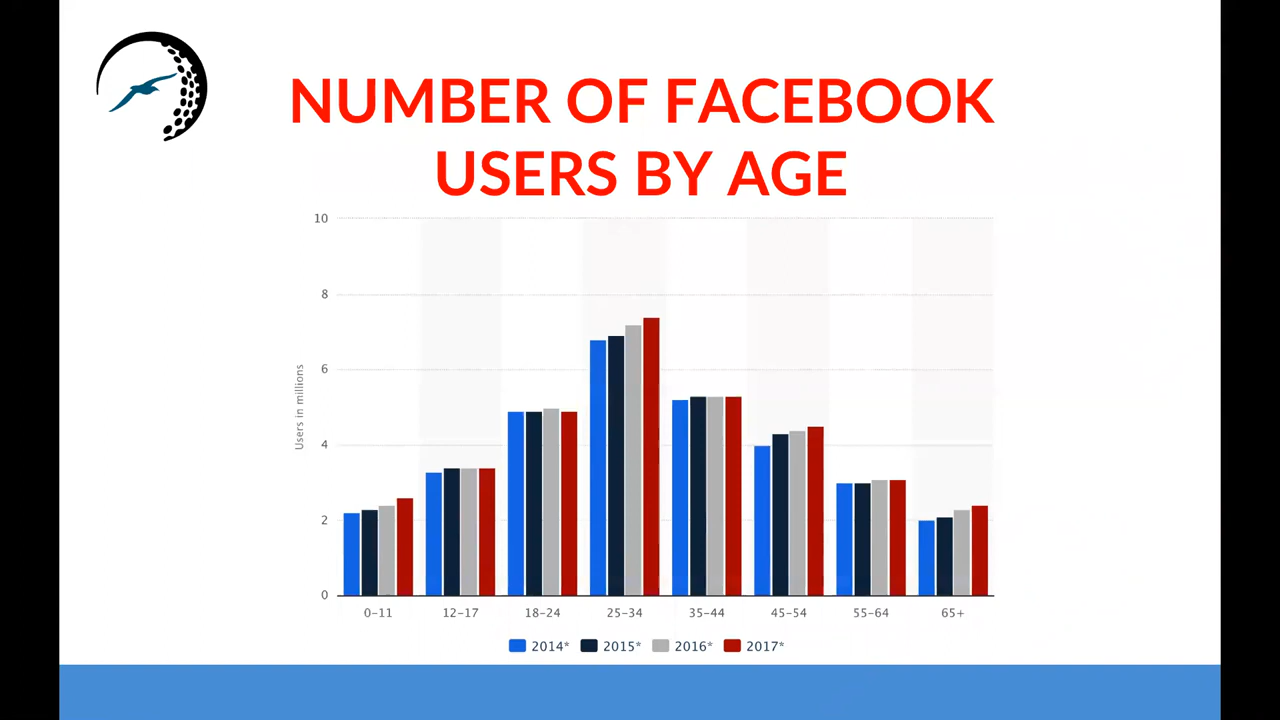 NUMBER OF FACEBOOK
USERS BY AGE
10
8
6
4
2
0
Users in millions
0–11 12–17 18–24 25–34 35–44 45–54 55–64 65+
2014* 2015* 2016* 2017*